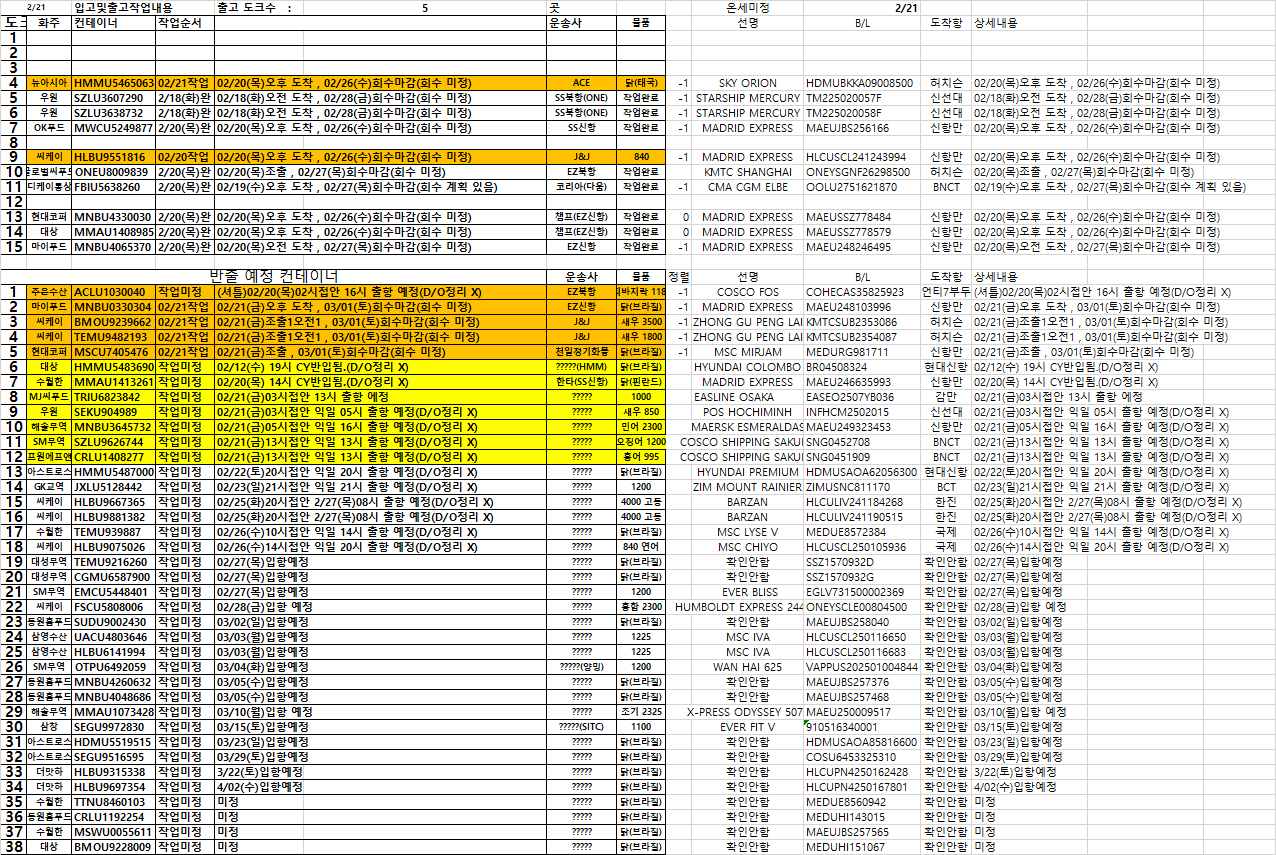 2/21 입고및출고작업내용 출고 도크수 : 5 곳 온세미정 2/21
도크 화주 컨테이너 작업순서 운송사 물품 선명 B/L 도착항 상세내용
1
2
3
4 뉴아시아 HMMU5465063 02/21작업 02/20(목)오후 도착 , 02/26(수)회수마감(회수 미정) ACE 닭(태국) -1 SKY ORION HDMUBKKA09008500 허치슨 02/20(목)오후 도착 , 02/26(수)회수마감(회수 미정)
5 우원 SZLU3607290 2/18(화)완 02/18(화)오전 도착 , 02/28(금)회수마감(회수 미정) SS북항(ONE) 작업완료 -1 STARSHIP MERCURY TM225020057F 신선대 02/18(화)오전 도착 , 02/28(금)회수마감(회수 미정)
6 우원 SZLU3638732 2/18(화)완 02/18(화)오전 도착 , 02/28(금)회수마감(회수 미정) SS북항(ONE) 작업완료 -1 STARSHIP MERCURY TM225020058F 신선대 02/18(화)오전 도착 , 02/28(금)회수마감(회수 미정)
7 OK푸드 MWCU5249877 2/20(목)완 02/20(목)오후 도착 , 02/26(수)회수마감(회수 미정) SS신항 작업완료 -1 MADRID EXPRESS MAEUJBS256166 신항만 02/20(목)오후 도착 , 02/26(수)회수마감(회수 미정)
8
9 씨케이 HLBU9551816 02/20작업 02/20(목)오후 도착 , 02/26(수)회수마감(회수 미정) J&J 840 -1 MADRID EXPRESS HLCUSCL241243994 신항만 02/20(목)오후 도착 , 02/26(수)회수마감(회수 미정)
10 글로벌씨푸드 ONEU8009839 2/20(목)완 02/20(목)조출 , 02/27(목)회수마감(회수 미정) EZ북항 작업완료 KMTC SHANGHAI ONEYSGNF26298500 허치슨 02/20(목)조출 , 02/27(목)회수마감(회수 미정)
11 디케이통상 FBIU5638260 2/20(목)완 02/19(수)오후 도착 , 02/27(목)회수마감(회수 계획 있음) 코리아(다움) 작업완료 -1 CMA CGM ELBE OOLU2751621870 BNCT 02/19(수)오후 도착 , 02/27(목)회수마감(회수 계획 있음)
12
13 현대코퍼 MNBU4330030 2/20(목)완 02/20(목)오후 도착 , 02/26(수)회수마감(회수 미정) 챔프(EZ신항) 작업완료 0 MADRID EXPRESS MAEUSSZ778484 신항만 02/20(목)오후 도착 , 02/26(수)회수마감(회수 미정)
14 대상 MMAU1408985 2/20(목)완 02/20(목)오후 도착 , 02/26(수)회수마감(회수 미정) 챔프(EZ신항) 작업완료 0 MADRID EXPRESS MAEUSSZ778579 신항만 02/20(목)오후 도착 , 02/26(수)회수마감(회수 미정)
15 마이푸드 MNBU4065370 2/20(목)완 02/20(목)오전 도착 , 02/27(목)회수마감(회수 미정) EZ신항 작업완료 -1 MADRID EXPRESS MAEU248246495 신항만 02/20(목)오전 도착 , 02/27(목)회수마감(회수 미정)
반출 예정 컨테이너 운송사 물품 정렬 선명 B/L 도착항 상세내용
1 주은수산 ACLU1030040 작업미정 (셔틀)02/20(목)02시접안 16시 출항 예정(D/O정리 X) EZ북항 바지락 118 -1 COSCO FOS COHECAS35825923 언티7부두 (셔틀)02/20(목)02시접안 16시 출항 예정(D/O정리 X)
2 마이푸드 MNBU0330304 02/21작업 02/21(금)오후 도착 , 03/01(토)회수마감(회수 미정) EZ신항 닭(브라질) -1 MADRID EXPRESS MAEU248103996 신항만 02/21(금)오후 도착 , 03/01(토)회수마감(회수 미정)
3 씨케이 BMOU9239662 02/21작업 02/21(금)조출1오전1 , 03/01(토)회수마감(회수 미정) J&J 새우 3500 -1 ZHONG GU PENG LAI KMTCSUB2353086 허치슨 02/21(금)조출1오전1 , 03/01(토)회수마감(회수 미정)
4 씨케이 TEMU9482193 02/21작업 02/21(금)조출1오전1 , 03/01(토)회수마감(회수 미정) J&J 새우 1800 -1 ZHONG GU PENG LAI KMTCSUB2354087 허치슨 02/21(금)조출1오전1 , 03/01(토)회수마감(회수 미정)
5 현대코퍼 MSCU7405476 02/21작업 02/21(금)조출 , 03/01(토)회수마감(회수 미정) 천일정기화물 닭(브라질) -1 MSC MIRJAM MEDURG981711 신항만 02/21(금)조출 , 03/01(토)회수마감(회수 미정)
6 대상 HMMU5483690 작업미정 02/12(수) 19시 CY반입됨.(D/O정리 X) ?????(HMM) 닭(브라질) HYUNDAI COLOMBO BR04508324 현대신항 02/12(수) 19시 CY반입됨.(D/O정리 X)
7 수월한 MMAU1413261 작업미정 02/20(목) 14시 CY반입됨.(D/O정리 X) 한타(SS신항) 닭(핀란드) MADRID EXPRESS MAEU246635993 신항만 02/20(목) 14시 CY반입됨.(D/O정리 X)
8 MJ씨푸드 TRIU6823842 작업미정 02/21(금)03시접안 13시 출항 예정 ????? 1000 EASLINE OSAKA EASEO2507YB036 감만 02/21(금)03시접안 13시 출항 예정
9 우원 SEKU904989 작업미정 02/21(금)03시접안 익일 05시 출항 예정(D/O정리 X) ????? 새우 850 POS HOCHIMINH INFHCM2502015 신선대 02/21(금)03시접안 익일 05시 출항 예정(D/O정리 X)
10 해술무역 MNBU3645732 작업미정 02/21(금)05시접안 익일 16시 출항 예정(D/O정리 X) ????? 민어 2300 MAERSK ESMERALDAS MAEU249323453 신항만 02/21(금)05시접안 익일 16시 출항 예정(D/O정리 X)
11 SM무역 SZLU9626744 작업미정 02/21(금)13시접안 익일 13시 출항 예정(D/O정리 X) ????? 오징어 1200 COSCO SHIPPING SAKUI SNG0452708 BNCT 02/21(금)13시접안 익일 13시 출항 예정(D/O정리 X)
12 프원에프앤 CRLU1408277 작업미정 02/21(금)13시접안 익일 13시 출항 예정(D/O정리 X) ????? 홍어 995 COSCO SHIPPING SAKUI SNG0451909 BNCT 02/21(금)13시접안 익일 13시 출항 예정(D/O정리 X)
13 아스트로스 HMMU5487000 작업미정 02/22(토)20시접안 익일 20시 출항 예정(D/O정리 X) ????? 닭(브라질) HYUNDAI PREMIUM HDMUSAOA62056300 현대신항 02/22(토)20시접안 익일 20시 출항 예정(D/O정리 X)
14 GK교역 JXLU5128442 작업미정 02/23(일)21시접안 익일 21시 출항 예정(D/O정리 X) ????? 1200 ZIM MOUNT RAINIER ZIMUSNC811170 BCT 02/23(일)21시접안 익일 21시 출항 예정(D/O정리 X)
15 씨케이 HLBU9667365 작업미정 02/25(화)20시접안 2/27(목)08시 출항 예정(D/O정리 X) ????? 4000 고등 BARZAN HLCULIV241184268 한진 02/25(화)20시접안 2/27(목)08시 출항 예정(D/O정리 X)
16 씨케이 HLBU9881382 작업미정 02/25(화)20시접안 2/27(목)08시 출항 예정(D/O정리 X) ????? 4000 고등 BARZAN HLCULIV241190515 한진 02/25(화)20시접안 2/27(목)08시 출항 예정(D/O정리 X)
17 수월한 TEMU939887 작업미정 02/26(수)10시접안 익일 14시 출항 예정(D/O정리 X) ????? 닭(브라질) MSC LYSE V MEDUE8572384 국제 02/26(수)10시접안 익일 14시 출항 예정(D/O정리 X)
18 씨케이 HLBU9075026 작업미정 02/26(수)14시접안 익일 20시 출항 예정(D/O정리 X) ????? 840 연어 MSC CHIYO HLCUSCL250105936 국제 02/26(수)14시접안 익일 20시 출항 예정(D/O정리 X)
19 대성무역 TEMU9216260 작업미정 02/27(목)입항예정 ????? 닭(브라질) 확인안함 SSZ1570932D 확인안함 02/27(목)입항예정
20 대성무역 CGMU6587900 작업미정 02/27(목)입항예정 ????? 닭(브라질) 확인안함 SSZ1570932G 확인안함 02/27(목)입항예정
21 SM무역 EMCU5448401 작업미정 02/27(목)입항예정 ????? 1200 EVER BLISS EGLV731500002369 확인안함 02/27(목)입항예정
22 씨케이 FSCU5808006 작업미정 02/28(금)입항 예정 ????? 홍합 2300 HUMBOLDT EXPRESS 244 ONEYSCLE00804500 확인안함 02/28(금)입항 예정
23 동원홈푸드 SUDU9002430 작업미정 03/02(일)입항예정 ????? 닭(브라질) 확인안함 MAEUJBS258040 확인안함 03/02(일)입항예정
24 삼영수산 UACU4803646 작업미정 03/03(월)입항예정 ????? 1225 MSC IVA HLCUSCL250116650 확인안함 03/03(월)입항예정
25 삼영수산 HLBU6141994 작업미정 03/03(월)입항예정 ????? 1225 MSC IVA HLCUSCL250116683 확인안함 03/03(월)입항예정
26 SM무역 OTPU6492059 작업미정 03/04(화)입항예정 ?????(양밍) 1200 WAN HAI 625 VAPPUS202501004844 확인안함 03/04(화)입항예정
27 동원홈푸드 MNBU4260632 작업미정 03/05(수)입항예정 ????? 닭(브라질) 확인안함 MAEUJBS257376 확인안함 03/05(수)입항예정
28 동원홈푸드 MNBU4048686 작업미정 03/05(수)입항예정 ????? 닭(브라질) 확인안함 MAEUJBS257468 확인안함 03/05(수)입항예정
29 해술무역 MMAU1073428 작업미정 03/10(월)입항 예정 ????? 조기 2325 X-PRESS ODYSSEY 507 MAEU250009517 확인안함 03/10(월)입항 예정
30 삼창 SEGU9972830 작업미정 03/15(토)입항예정 ?????(SITC) 1100 EVER FIT V 910516340001 확인안함 03/15(토)입항예정
31 아스트로스 HDMU5519515 작업미정 03/23(일)입항예정 ????? 닭(브라질) 확인안함 HDMUSAOA85816600 확인안함 03/23(일)입항예정
32 아스트로스 SEGU9516595 작업미정 03/29(토)입항예정 ????? 닭(브라질) 확인안함 COSU6453325310 확인안함 03/29(토)입항예정
33 더맛하 HLBU9315338 작업미정 3/22(토)입항예정 ????? 닭(브라질) 확인안함 HLCUPN4250162428 확인안함 3/22(토)입항예정
34 더맛하 HLBU9697354 작업미정 4/02(수)입항예정 ????? 닭(브라질) 확인안함 HLCUPN4250167801 확인안함 4/02(수)입항예정
35 수월한 TTNU8460103 작업미정 미정 ????? 닭(브라질) 확인안함 MEDUE8560942 확인안함 미정
36 동원홈푸드 CRLU1192254 작업미정 미정 ????? 닭(브라질) 확인안함 MEDUHI143015 확인안함 미정
37 수월한 MSWU0055611 작업미정 미정 ????? 닭(브라질) 확인안함 MAEUJBS257565 확인안함 미정
38 대상 BMOU9228009 작업미정 미정 ????? 닭(브라질) 확인안함 MEDUHI151067 확인안함 미정